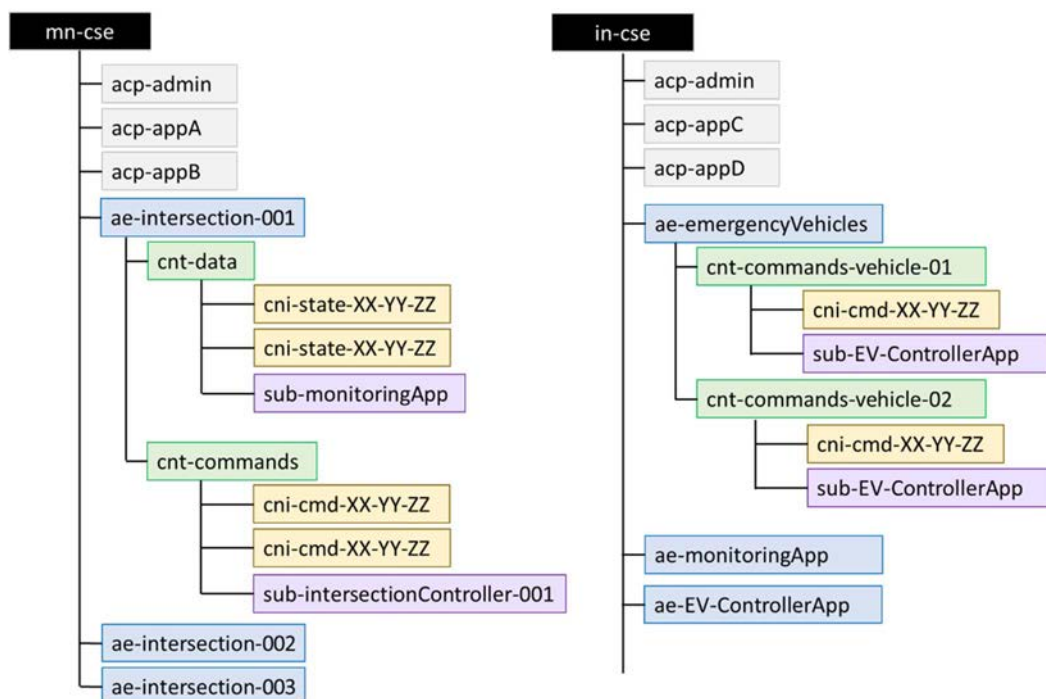 mn-cse
acp-admin
acp-appA
acp-appB
ae-intersection-001
cnt-data
cni-state-XX-YY-ZZ
cni-state-XX-YY-ZZ
sub-monitoringApp
cnt-commands
cni-cmd-XX-YY-ZZ
cni-cmd-XX-YY-ZZ
sub-intersectionController-001
ae-intersection-002
ae-intersection-003
in-cse
acp-admin
acp-appC
acp-appD
ae-emergencyVehicles
cnt-commands-vehicle-01
cni-cmd-XX-YY-ZZ
sub-EV-ControllerApp
cnt-commands-vehicle-02
cni-cmd-XX-YY-ZZ
sub-EV-ControllerApp
ae-monitoringApp
ae-EV-ControllerApp